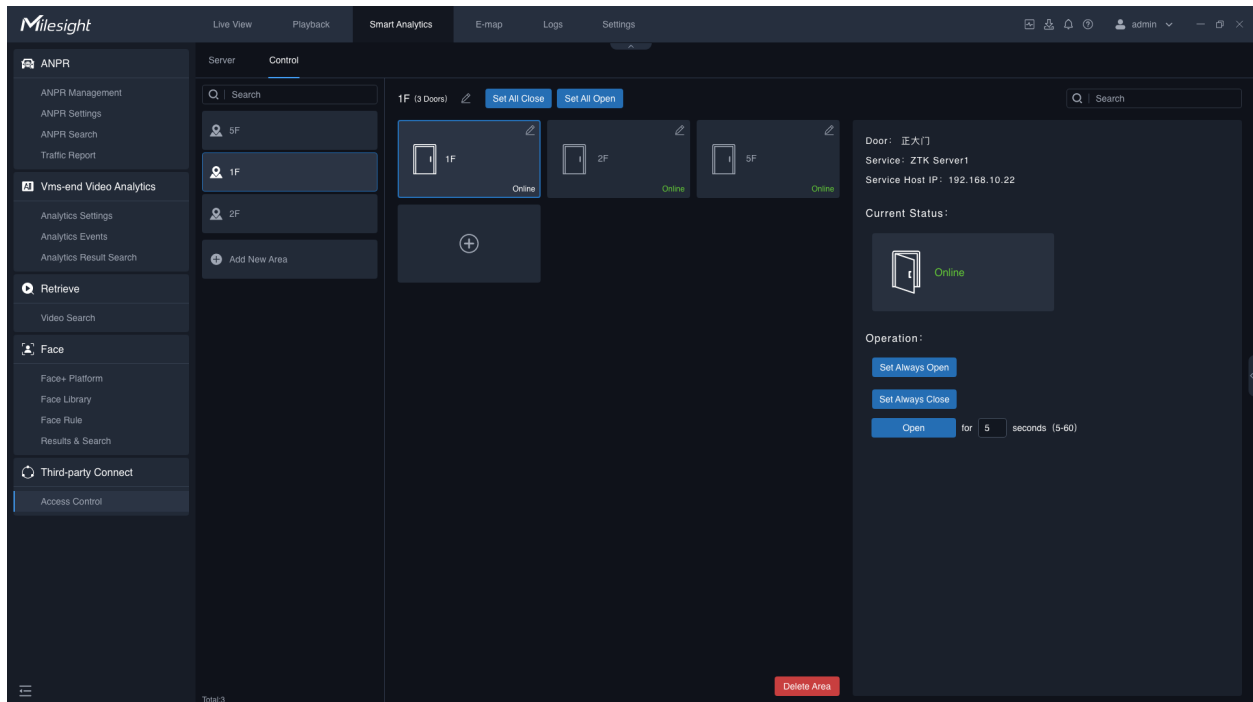 Milesight
Live View Playback Smart Analytics E-map Logs Settings admin
ANPR
ANPR Management
ANPR Settings
ANPR Search
Traffic Report
Vms-end Video Analytics
Analytics Settings
Analytics Events
Analytics Result Search
Retrieve
Video Search
Face
Face+ Platform
Face Library
Face Rule
Results & Search
Third-party Connect
Access Control
Server Control
Search
5F
1F
2F
Add New Area
Total:3
1F (3 Doors) Set All Close Set All Open
Search
1F
Online
2F
Online
5F
Online
Delete Area
Door: 正大门
Service: ZTK Server1
Service Host IP: 192.168.10.22
Current Status:
Online
Operation:
Set Always Open
Set Always Close
Open for 5 seconds (5-60)